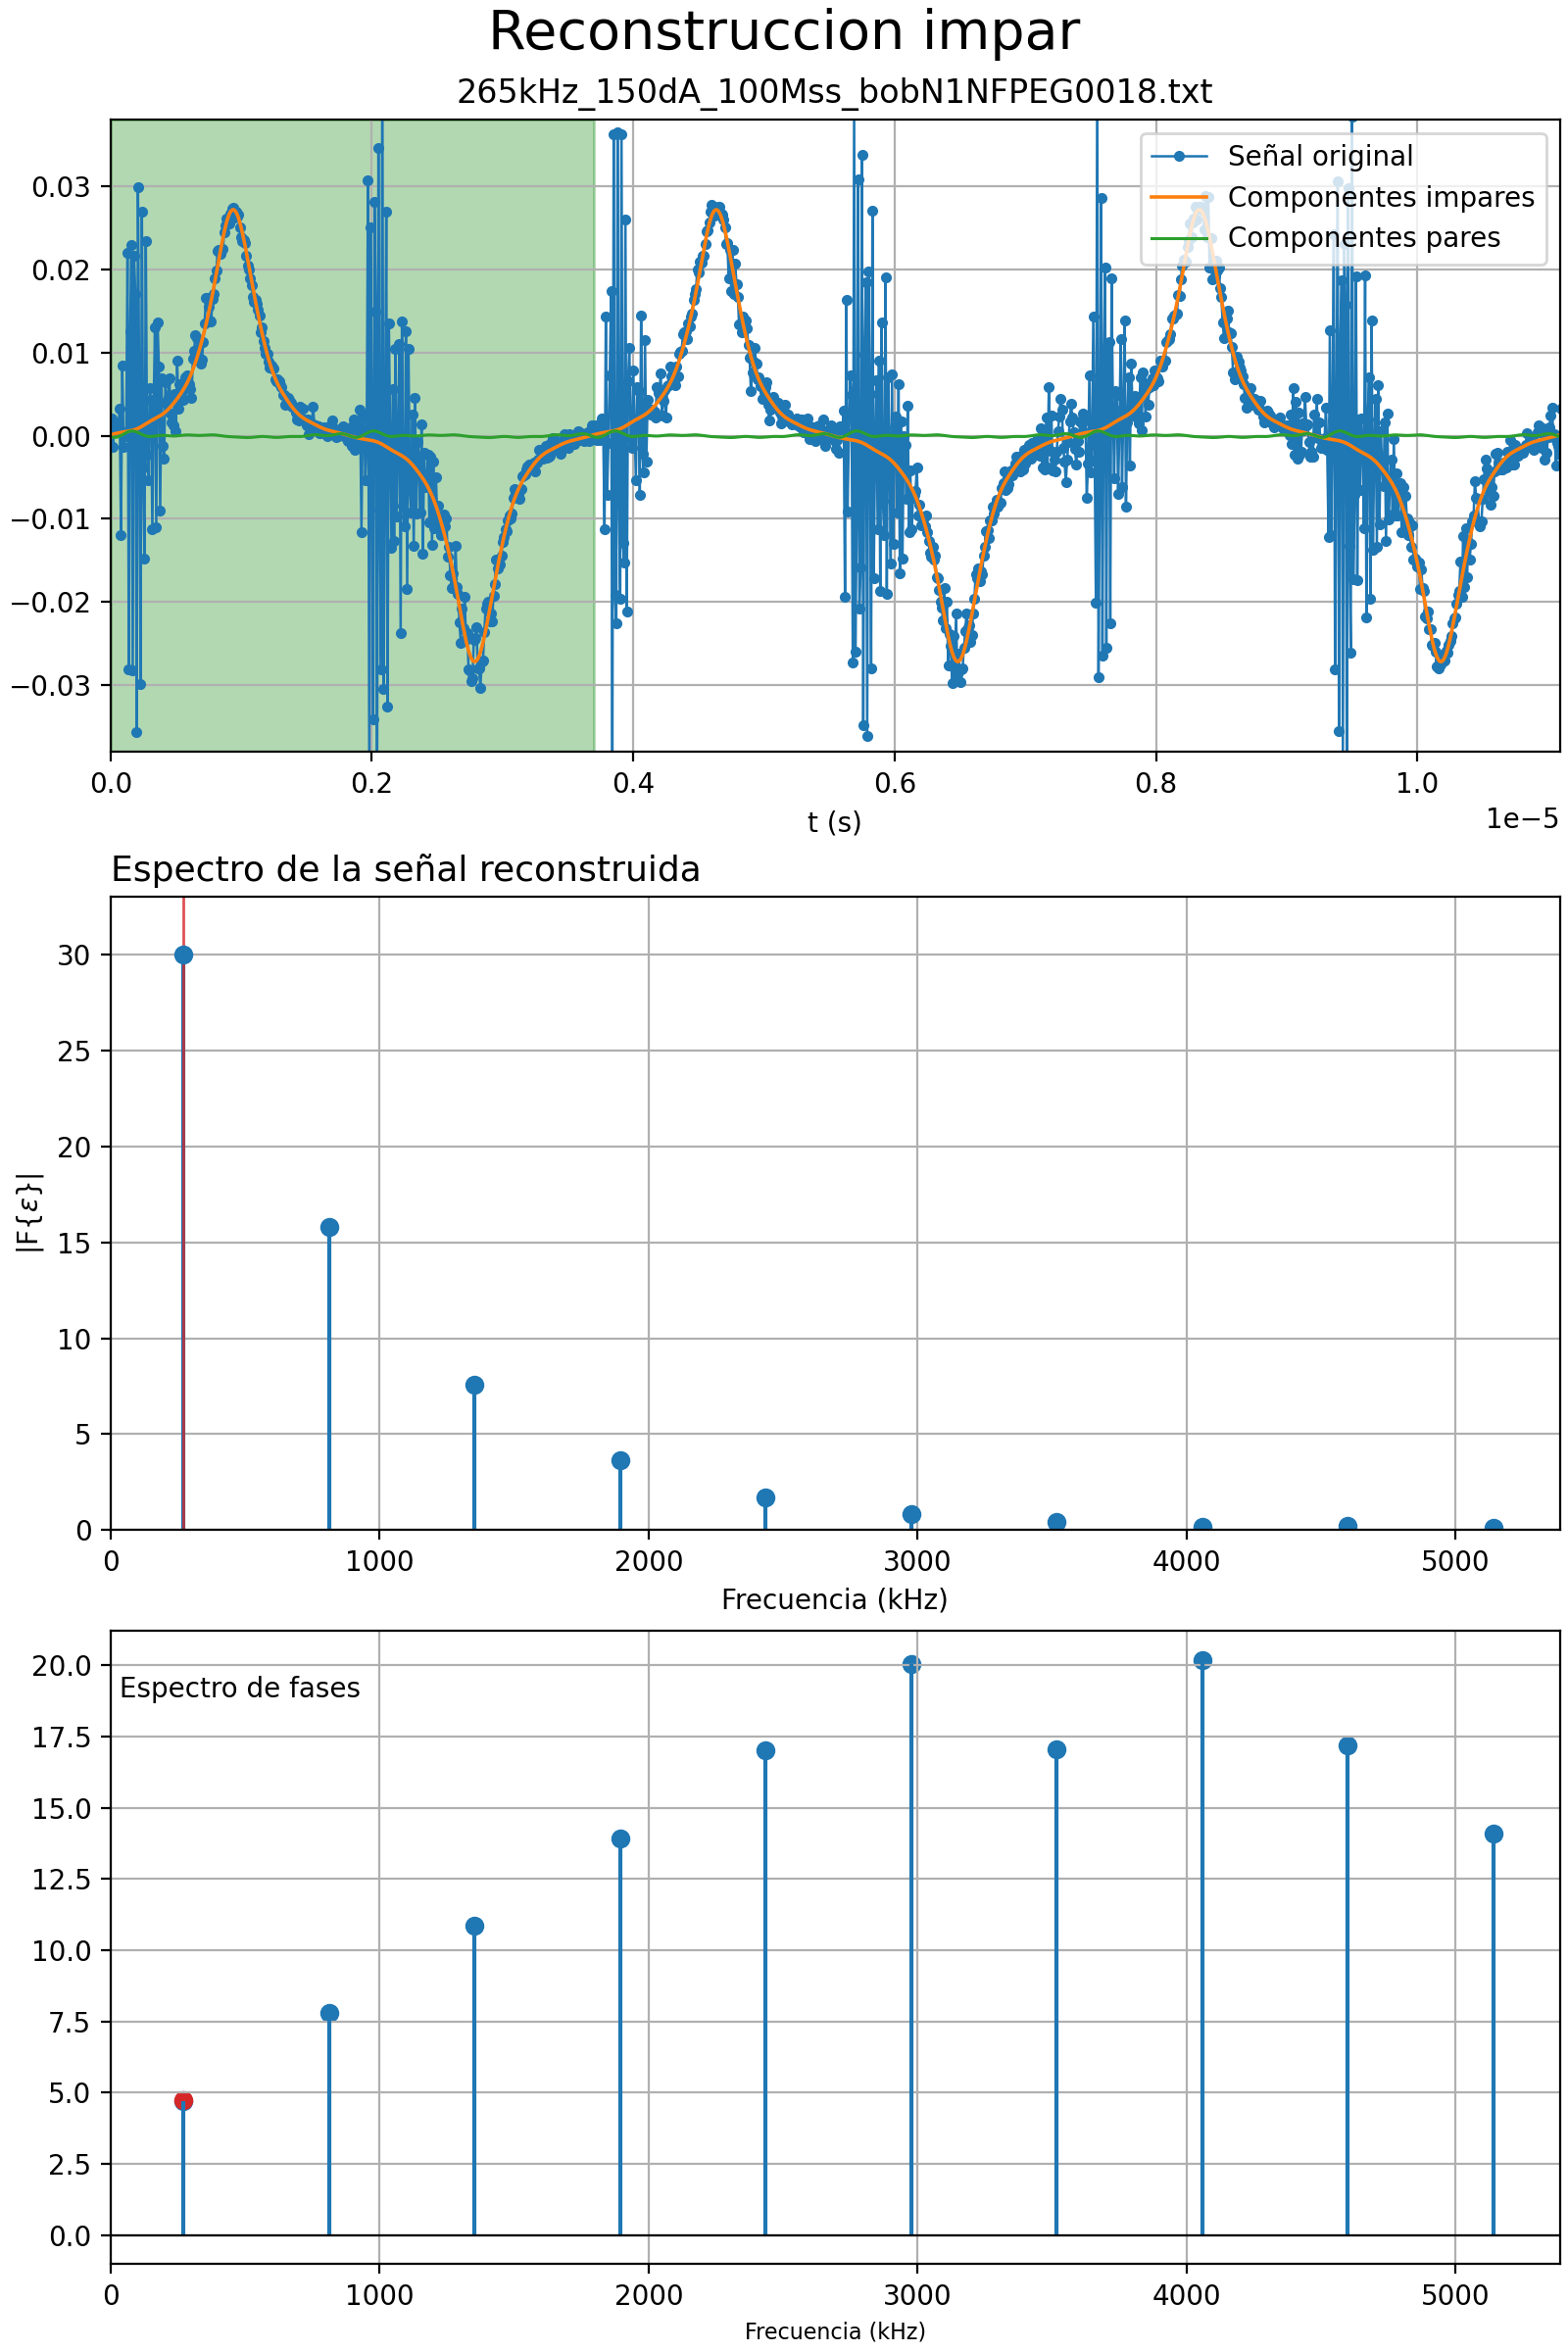 Reconstruccion impar
265kHz_150dA_100Mss_bobN1NFPEG0018.txt
Señal original
Componentes impares
Componentes pares
0.03
0.02
0.01
0.00
−0.01
−0.02
−0.03
0.0 0.2 0.4 0.6 0.8 1.0
1e−5
t (s)
Espectro de la señal reconstruida
30
25
20
15
10
5
0
|F{ε}|
0 1000 2000 3000 4000 5000
Frecuencia (kHz)
Espectro de fases
20.0
17.5
15.0
12.5
10.0
7.5
5.0
2.5
0.0
0 1000 2000 3000 4000 5000
Frecuencia (kHz)